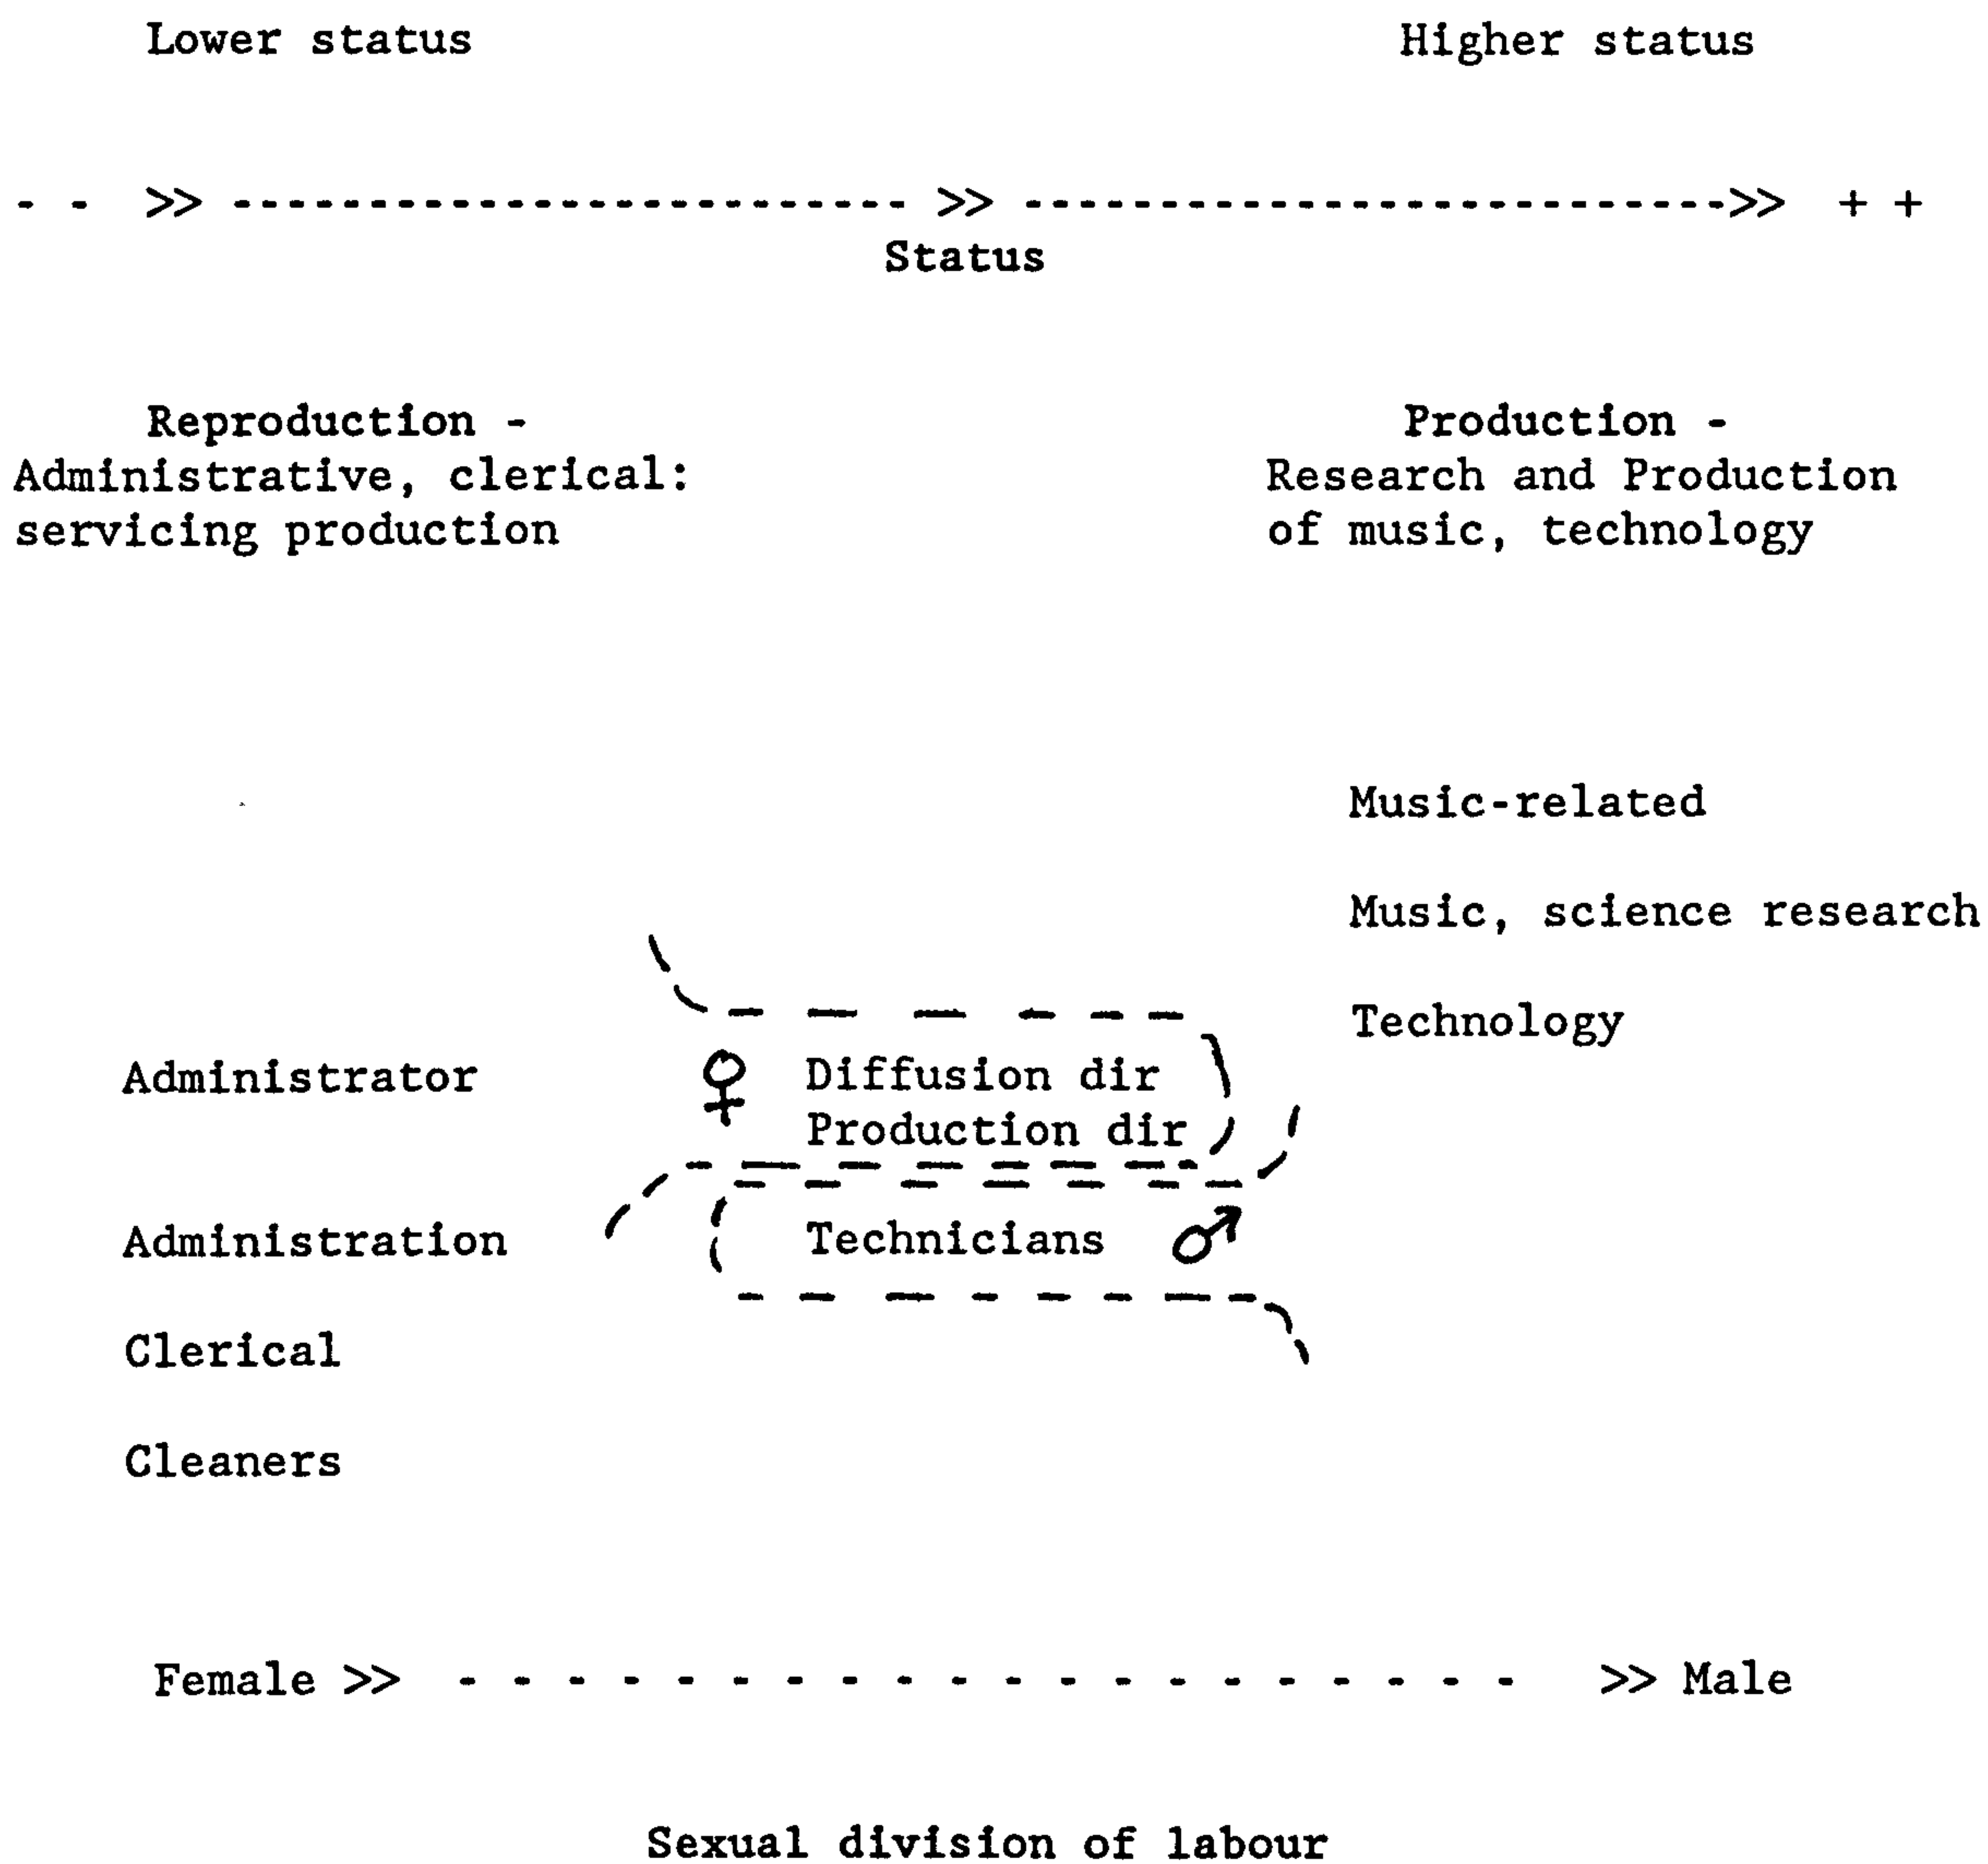 Lower status Higher status
- - >> ------------------------- >> -------------------------->> + +
Status
Reproduction - Production -
Administrative, clerical: Research and Production
servicing production of music, technology
Music-related
Music, science research
Technology
Administrator ♀ Diffusion dir
Production dir
Administration Technicians ♂
Clerical
Cleaners
Female >> - - - - - - - - - - - - - - - - - - - - >> Male
Sexual division of labour